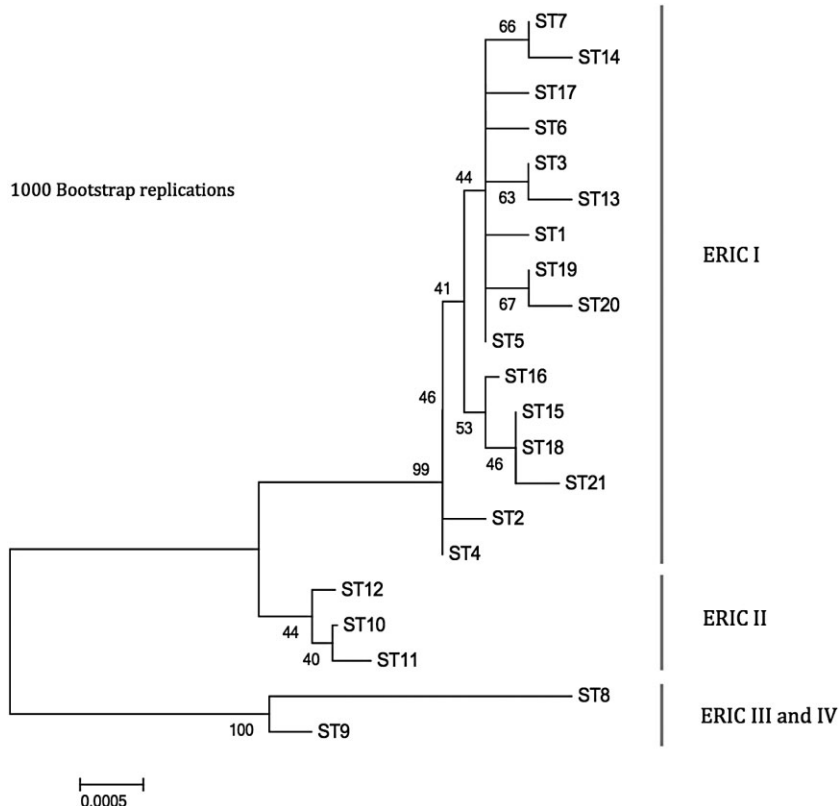 66
ST7
ST14
ST17
ST6
1000 Bootstrap replications
44
ST3
63
ST13
ST1
ERIC I
41
ST19
67
ST20
ST5
46
ST16
53
ST15
46
ST18
99
ST21
ST2
ST4
ST12
44
ST10
ERIC II
40
ST11
ST8
ERIC III and IV
100
ST9
0.0005